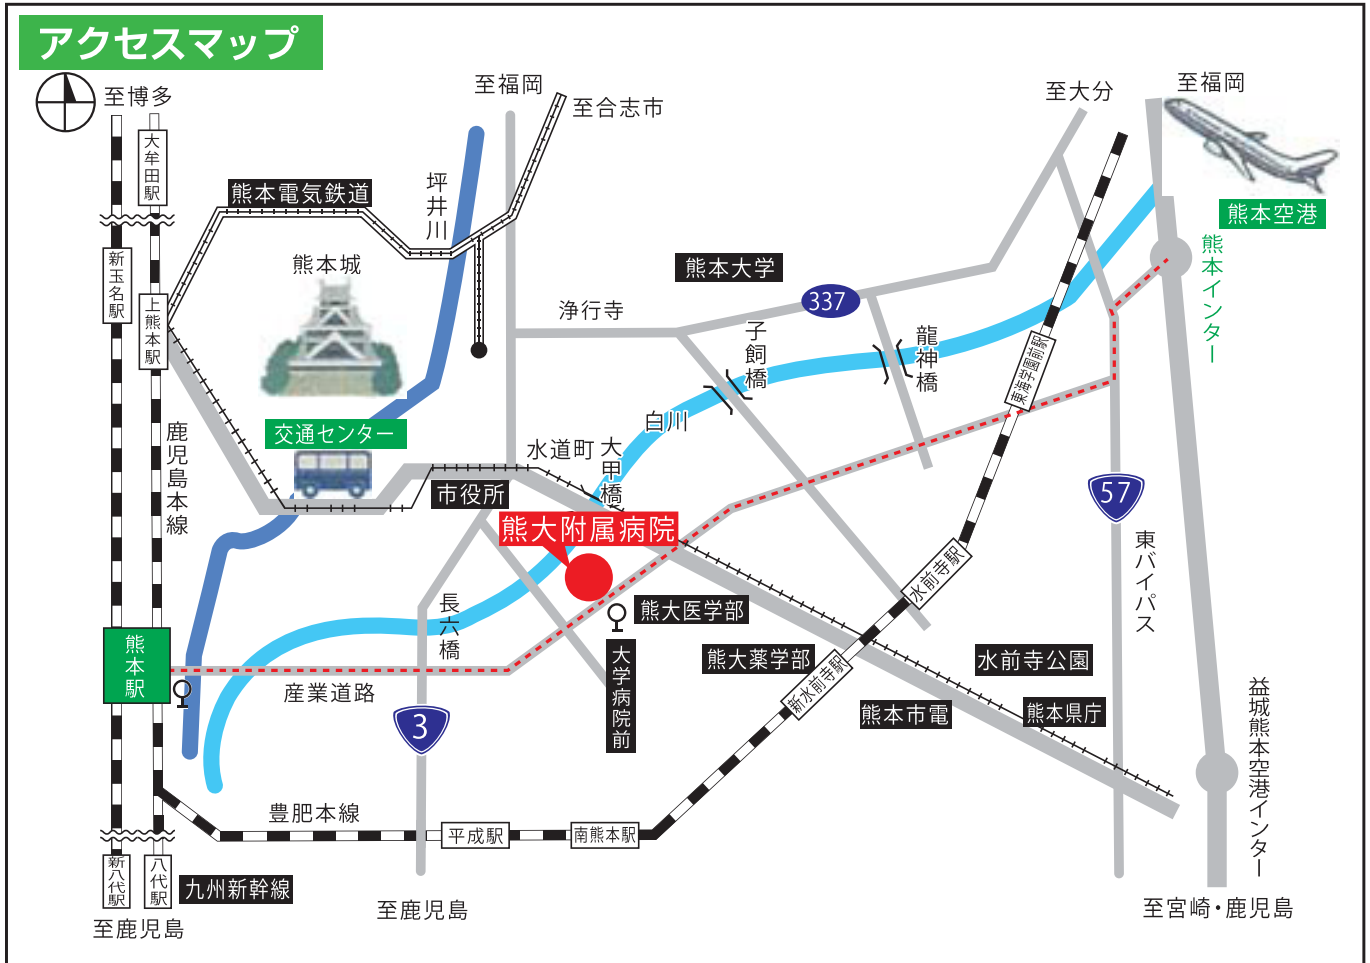 アクセスマップ
至博多
至福岡
至合志市
至大分
至福岡
大牟田駅
熊本電気鉄道
坪井川
熊本空港
新玉名駅
上熊本駅
熊本城
熊本大学
熊本インター
337
浄行寺
子飼橋
龍神橋
東海学園前駅
白川
鹿児島本線
交通センター
水道町
大甲橋
市役所
57
熊大附属病院
東バイパス
水前寺駅
長六橋
熊大医学部
熊本駅
大学病院前
熊大薬学部
新水前寺駅
水前寺公園
産業道路
3
熊本市電
熊本県庁
益城熊本空港インター
豊肥本線
平成駅
南熊本駅
新八代駅
八代駅
九州新幹線
至鹿児島
至鹿児島
至宮崎・鹿児島